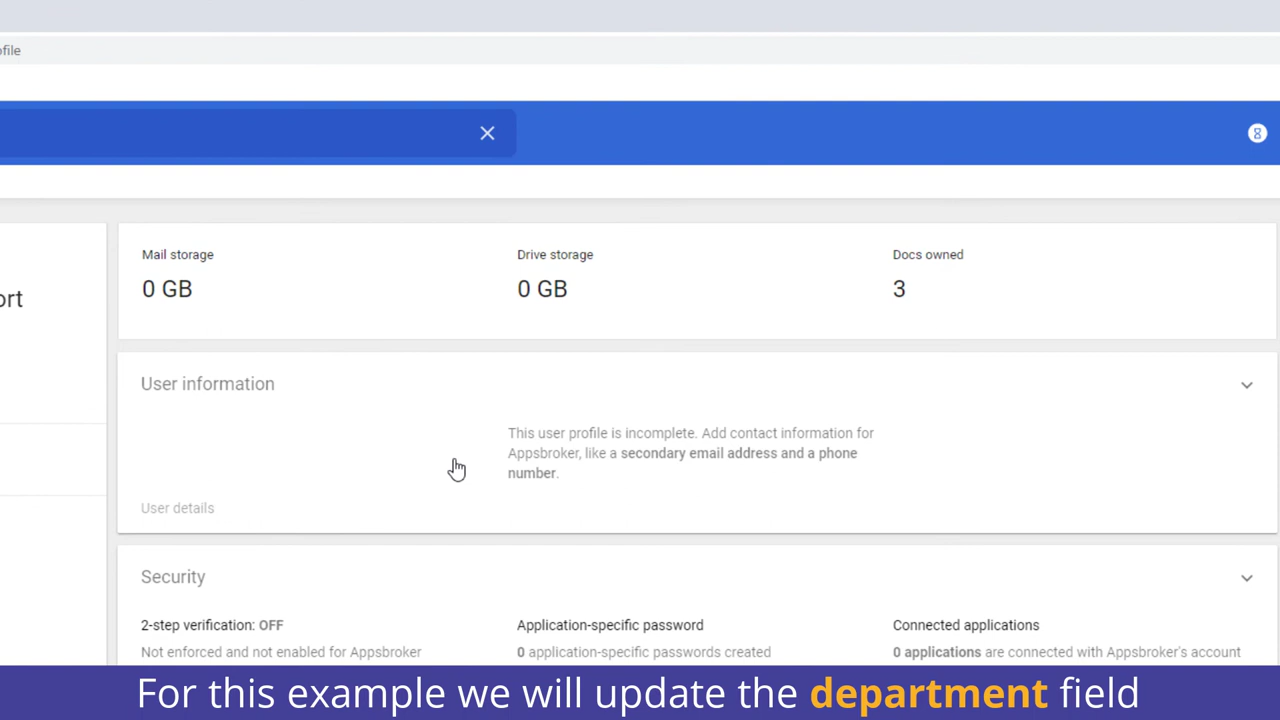 ofile
8
ort
Mail storage
0 GB
Drive storage
0 GB
Docs owned
3
User information
This user profile is incomplete. Add contact information for
Appsbroker, like a secondary email address and a phone
number.
User details
Security
2-step verification: OFF
Not enforced and not enabled for Appsbroker
Application-specific password
0 application-specific passwords created
Connected applications
0 applications are connected with Appsbroker's account
For this example we will update the department field